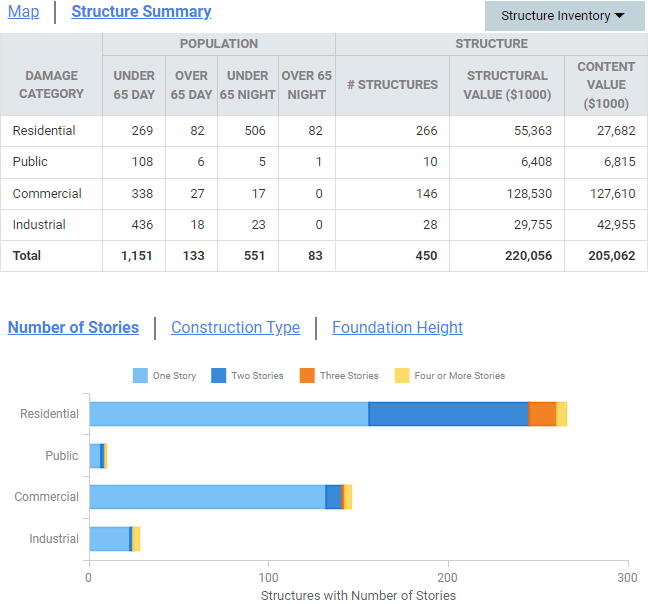 Map | Structure Summary
Structure Inventory
DAMAGE CATEGORY
POPULATION STRUCTURE
UNDER 65 DAY OVER 65 DAY UNDER 65 NIGHT OVER 65 NIGHT # STRUCTURES STRUCTURAL VALUE ($1000) CONTENT VALUE ($1000)
Residential 269 82 506 82 266 55,363 27,682
Public 108 6 5 1 10 6,408 6,815
Commercial 338 27 17 0 146 128,530 127,610
Industrial 436 18 23 0 28 29,755 42,955
Total 1,151 133 551 83 450 220,056 205,062
Number of Stories | Construction Type | Foundation Height
One Story Two Stories Three Stories Four or More Stories
Residential
Public
Commercial
Industrial
0 100 200 300
Structures with Number of Stories